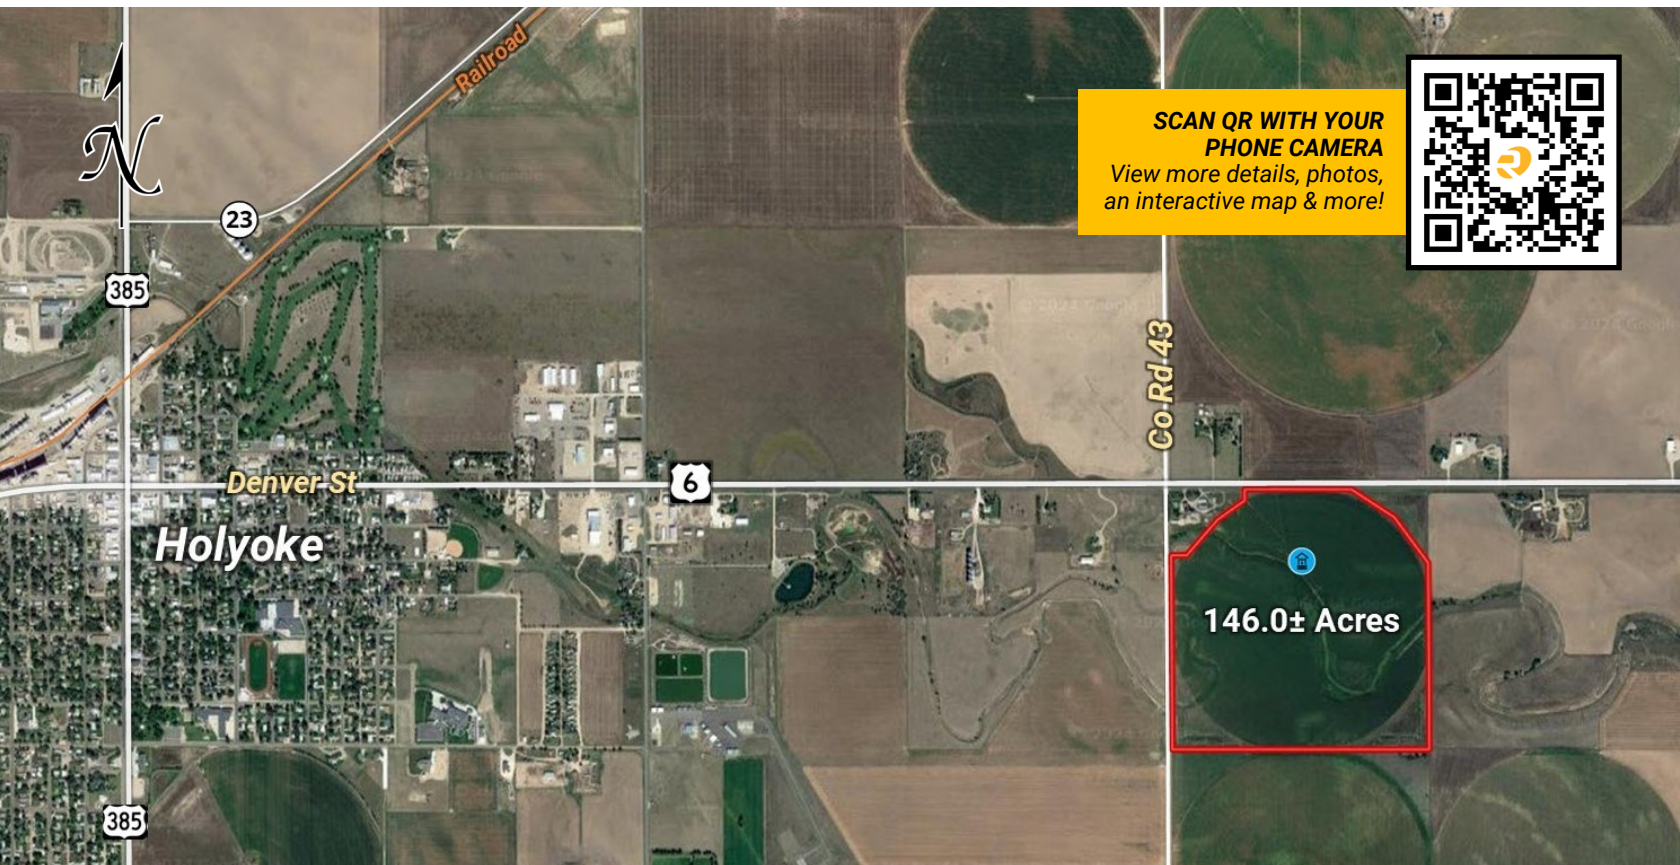 Railroad
SCAN QR WITH YOUR
PHONE CAMERA
View more details, photos,
an interactive map & more!
N
23
385
Co Rd 43
Denver St
6
Holyoke
146.0± Acres
385